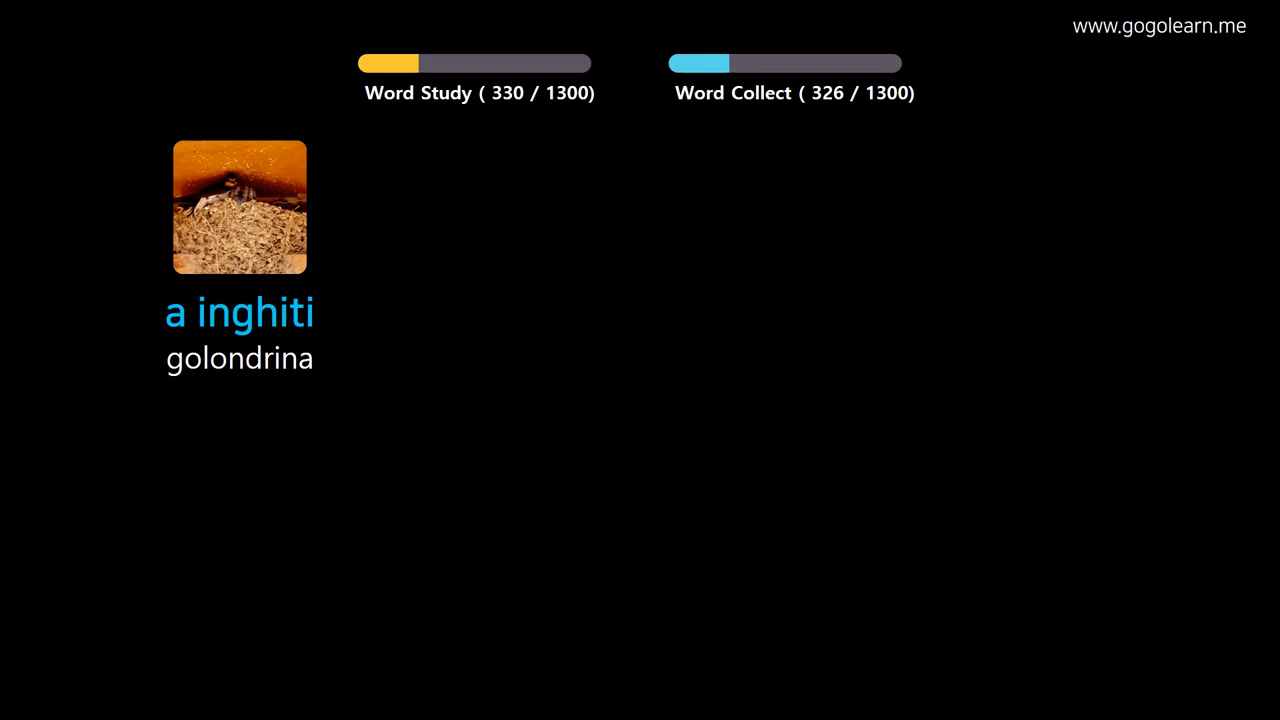 www.gogolearn.me
Word Study ( 330 / 1300)
Word Collect ( 326 / 1300)
a inghiti
golondrina